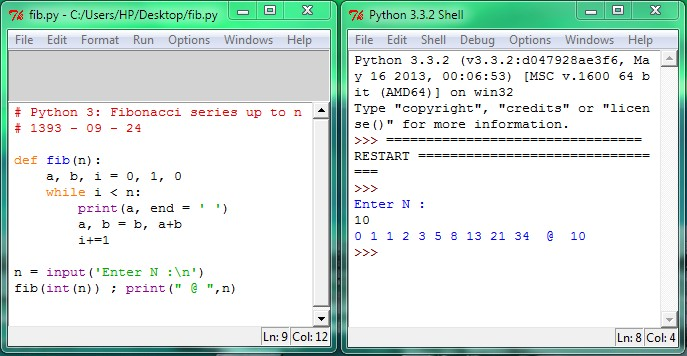 fib.py - C:/Users/HP/Desktop/fib.py
File Edit Format Run Options Windows Help
# Python 3: Fibonacci series up to n
# 1393 - 09 - 24
def fib(n):
    a, b, i = 0, 1, 0
    while i < n:
        print(a, end = ' ')
        a, b = b, a+b
        i+=1
n = input('Enter N :\n')
fib(int(n)) ; print(" @ ",n)
Ln: 9 Col: 12
Python 3.3.2 Shell
File Edit Shell Debug Options Windows Help
Python 3.3.2 (v3.3.2:d047928ae3f6, Ma
y 16 2013, 00:06:53) [MSC v.1600 64 b
it (AMD64)] on win32
Type "copyright", "credits" or "licen
se()" for more information.
>>> ================================
RESTART =============================
===
>>>
Enter N :
10
0 1 1 2 3 5 8 13 21 34  @  10
>>>
Ln: 8 Col: 4